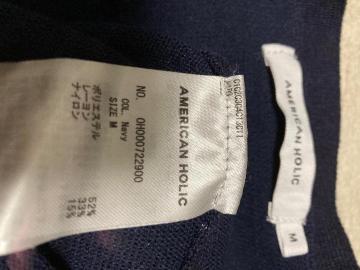 AMERICAN HOLIC
NO. 0H000722900
COL. Navy
SIZE M
ポリエステル 52%
レーヨン 33%
ナイロン 15%
AMERICAN HOLIC
M